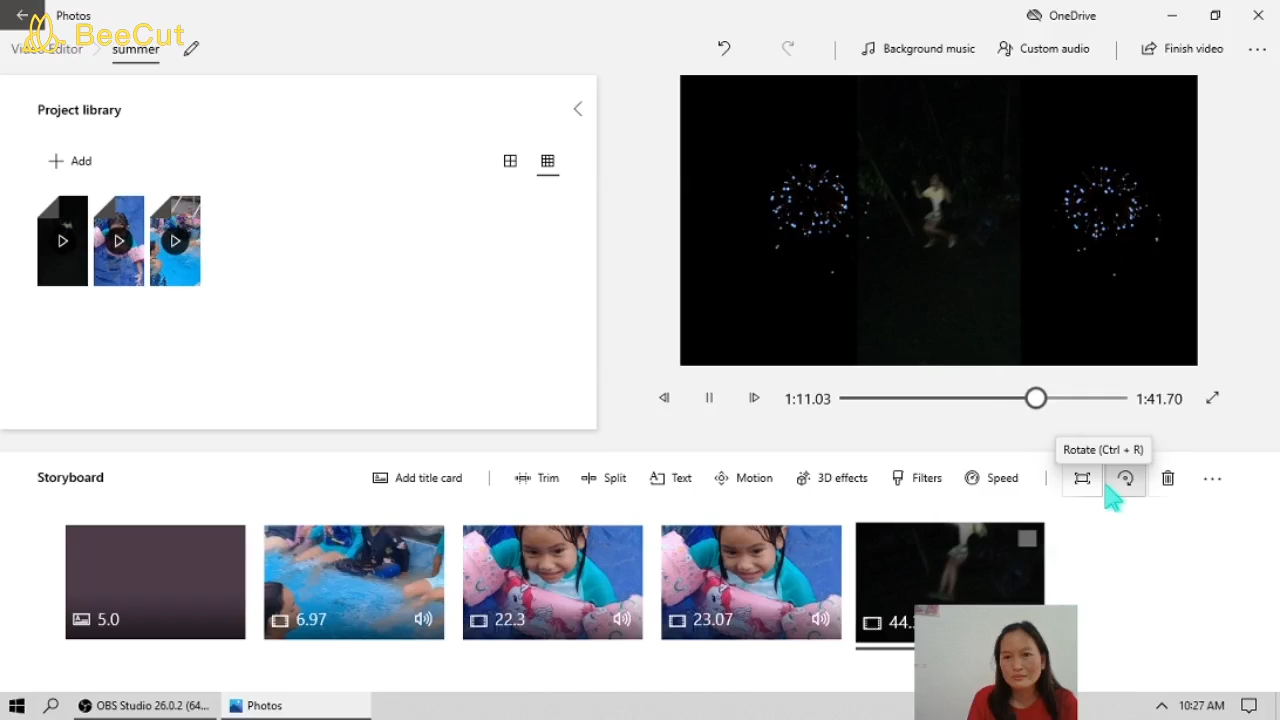 Photos
OneDrive
BeeCut
Video Editor
summer
Background music
Custom audio
Finish video
Project library
Add
1:11.03
1:41.70
Rotate (Ctrl + R)
Storyboard
Add title card
Trim
Split
Text
Motion
3D effects
Filters
Speed
5.0
6.97
22.3
23.07
44.
OBS Studio 26.0.2 (64...
Photos
10:27 AM